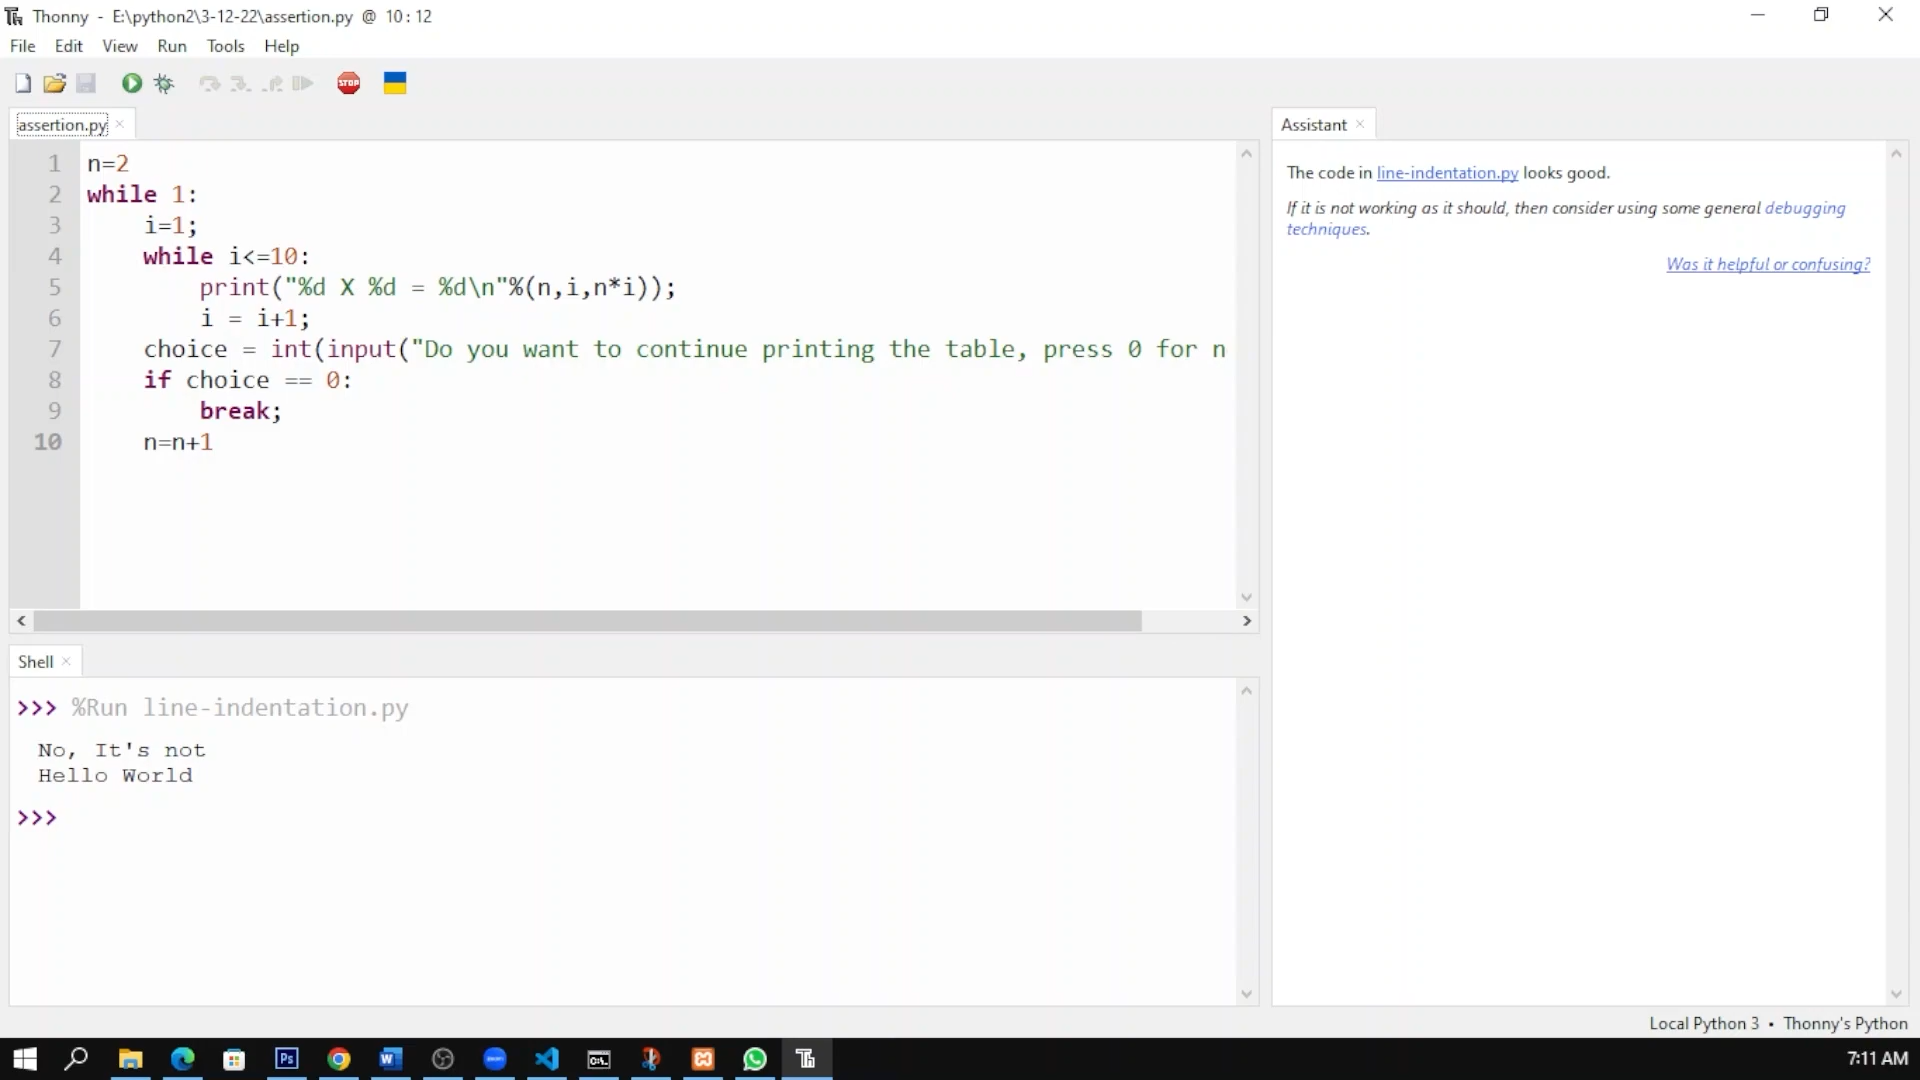 Thonny - E:\python2\3-12-22\assertion.py @ 10:12
File Edit View Run Tools Help
STOP
assertion.py ×
1 n=2
2 while 1:
3     i=1;
4     while i<=10:
5         print("%d X %d = %d\n"%(n,i,n*i));
6         i = i+1;
7     choice = int(input("Do you want to continue printing the table, press 0 for n
8     if choice == 0:
9         break;
10     n=n+1
Assistant ×
The code in line-indentation.py looks good.
If it is not working as it should, then consider using some general debugging
techniques.
Was it helpful or confusing?
Shell ×
>>> %Run line-indentation.py
No, It's not
Hello World
>>>
Local Python 3 • Thonny's Python
Ps
7:11 AM